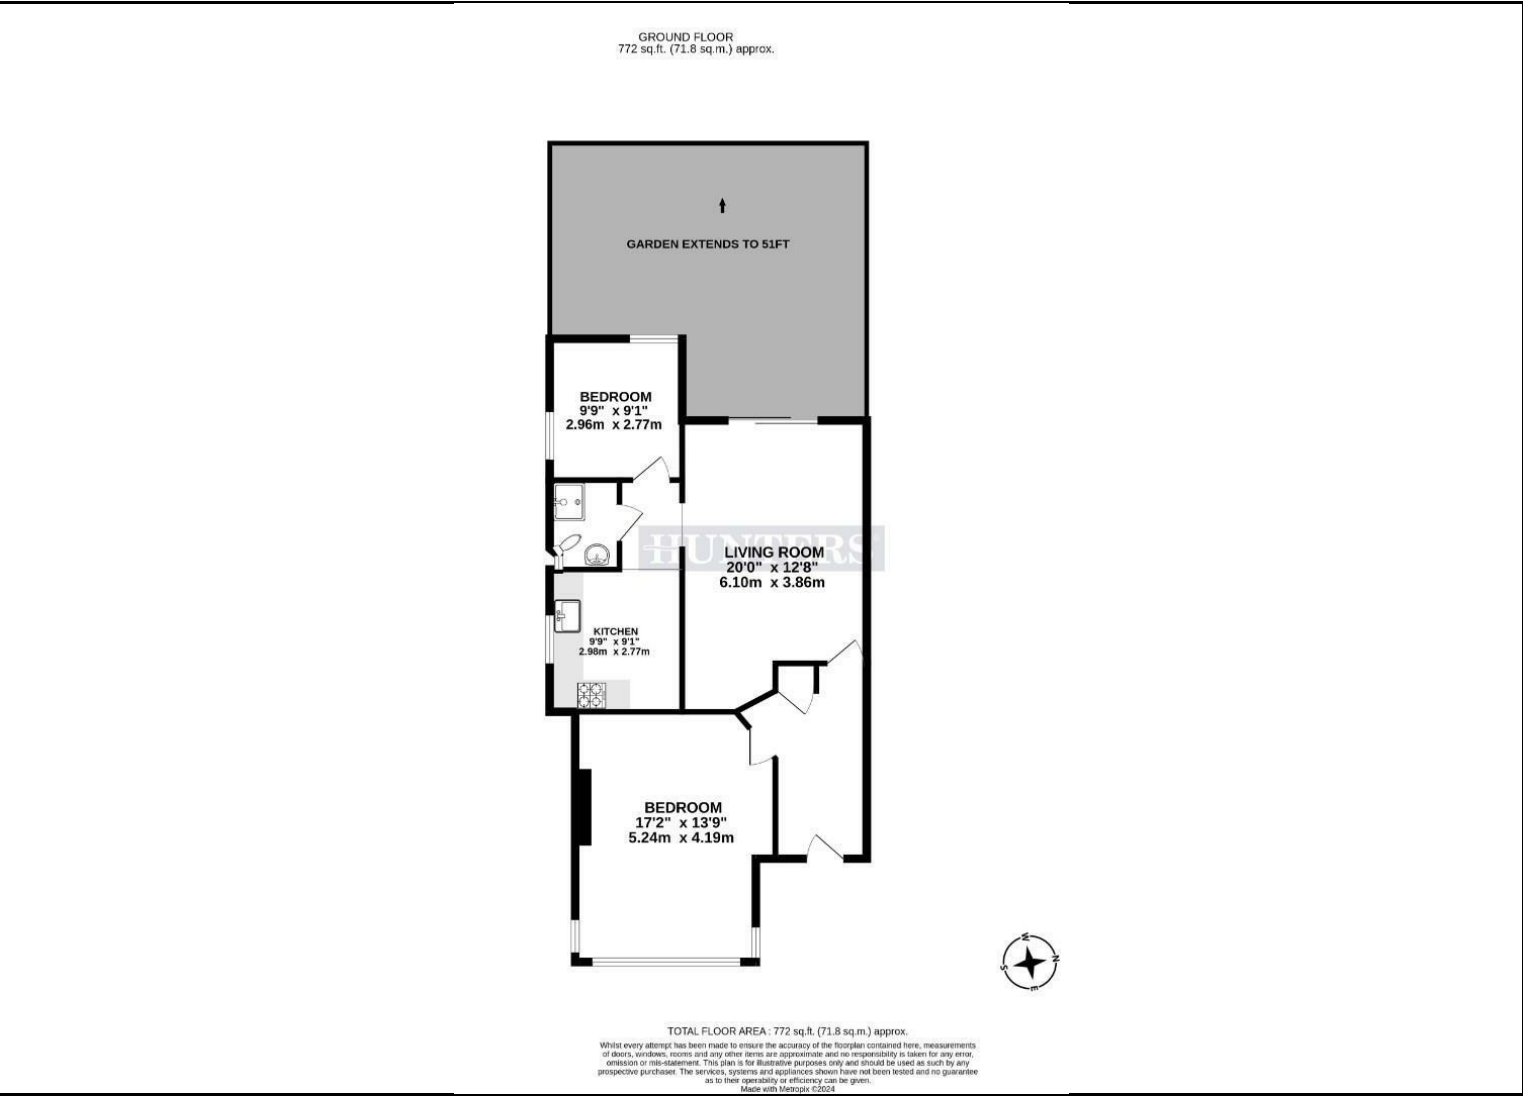 GROUND FLOOR
772 sq.ft. (71.8 sq.m.) approx.
GARDEN EXTENDS TO 51FT
BEDROOM
9'9" x 9'1"
2.96m x 2.77m
HUNTERS
LIVING ROOM
20'0" x 12'8"
6.10m x 3.86m
KITCHEN
9'9" x 9'1"
2.98m x 2.77m
BEDROOM
17'2" x 13'9"
5.24m x 4.19m
W
N
S
E
TOTAL FLOOR AREA : 772 sq.ft. (71.8 sq.m.) approx.
Whilst every attempt has been made to ensure the accuracy of the floorplan contained here, measurements
of doors, windows, rooms and any other items are approximate and no responsibility is taken for any error,
omission or mis-statement. This plan is for illustrative purposes only and should be used as such by any
prospective purchaser. The services, systems and appliances shown have not been tested and no guarantee
as to their operability or efficiency can be given.
Made with Metropix ©2024